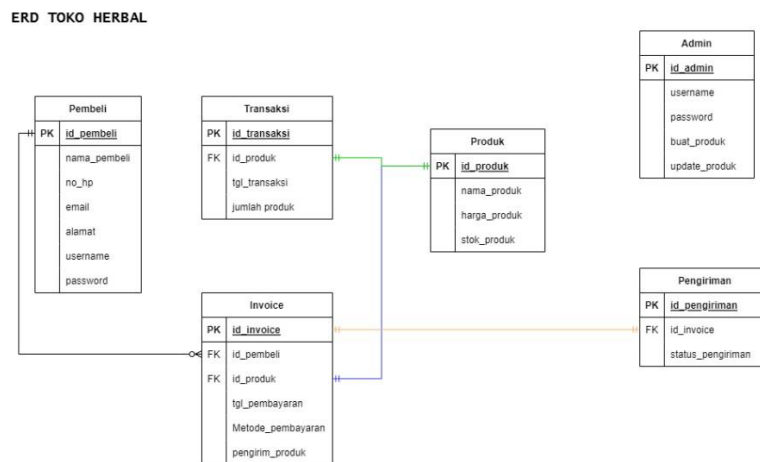 ERD TOKO HERBAL
Admin
PK id_admin
username
password
buat_produk
update_produk
Pembeli
PK id_pembeli
nama_pembeli
no_hp
email
alamat
username
password
Transaksi
PK id_transaksi
FK id_produk
tgl_transaksi
jumlah produk
Produk
PK id_produk
nama_produk
harga_produk
stok_produk
Invoice
PK id_invoice
FK id_pembeli
FK id_produk
tgl_pembayaran
Metode_pembayaran
pengirim_produk
Pengiriman
PK id_pengiriman
FK id_invoice
status_pengiriman